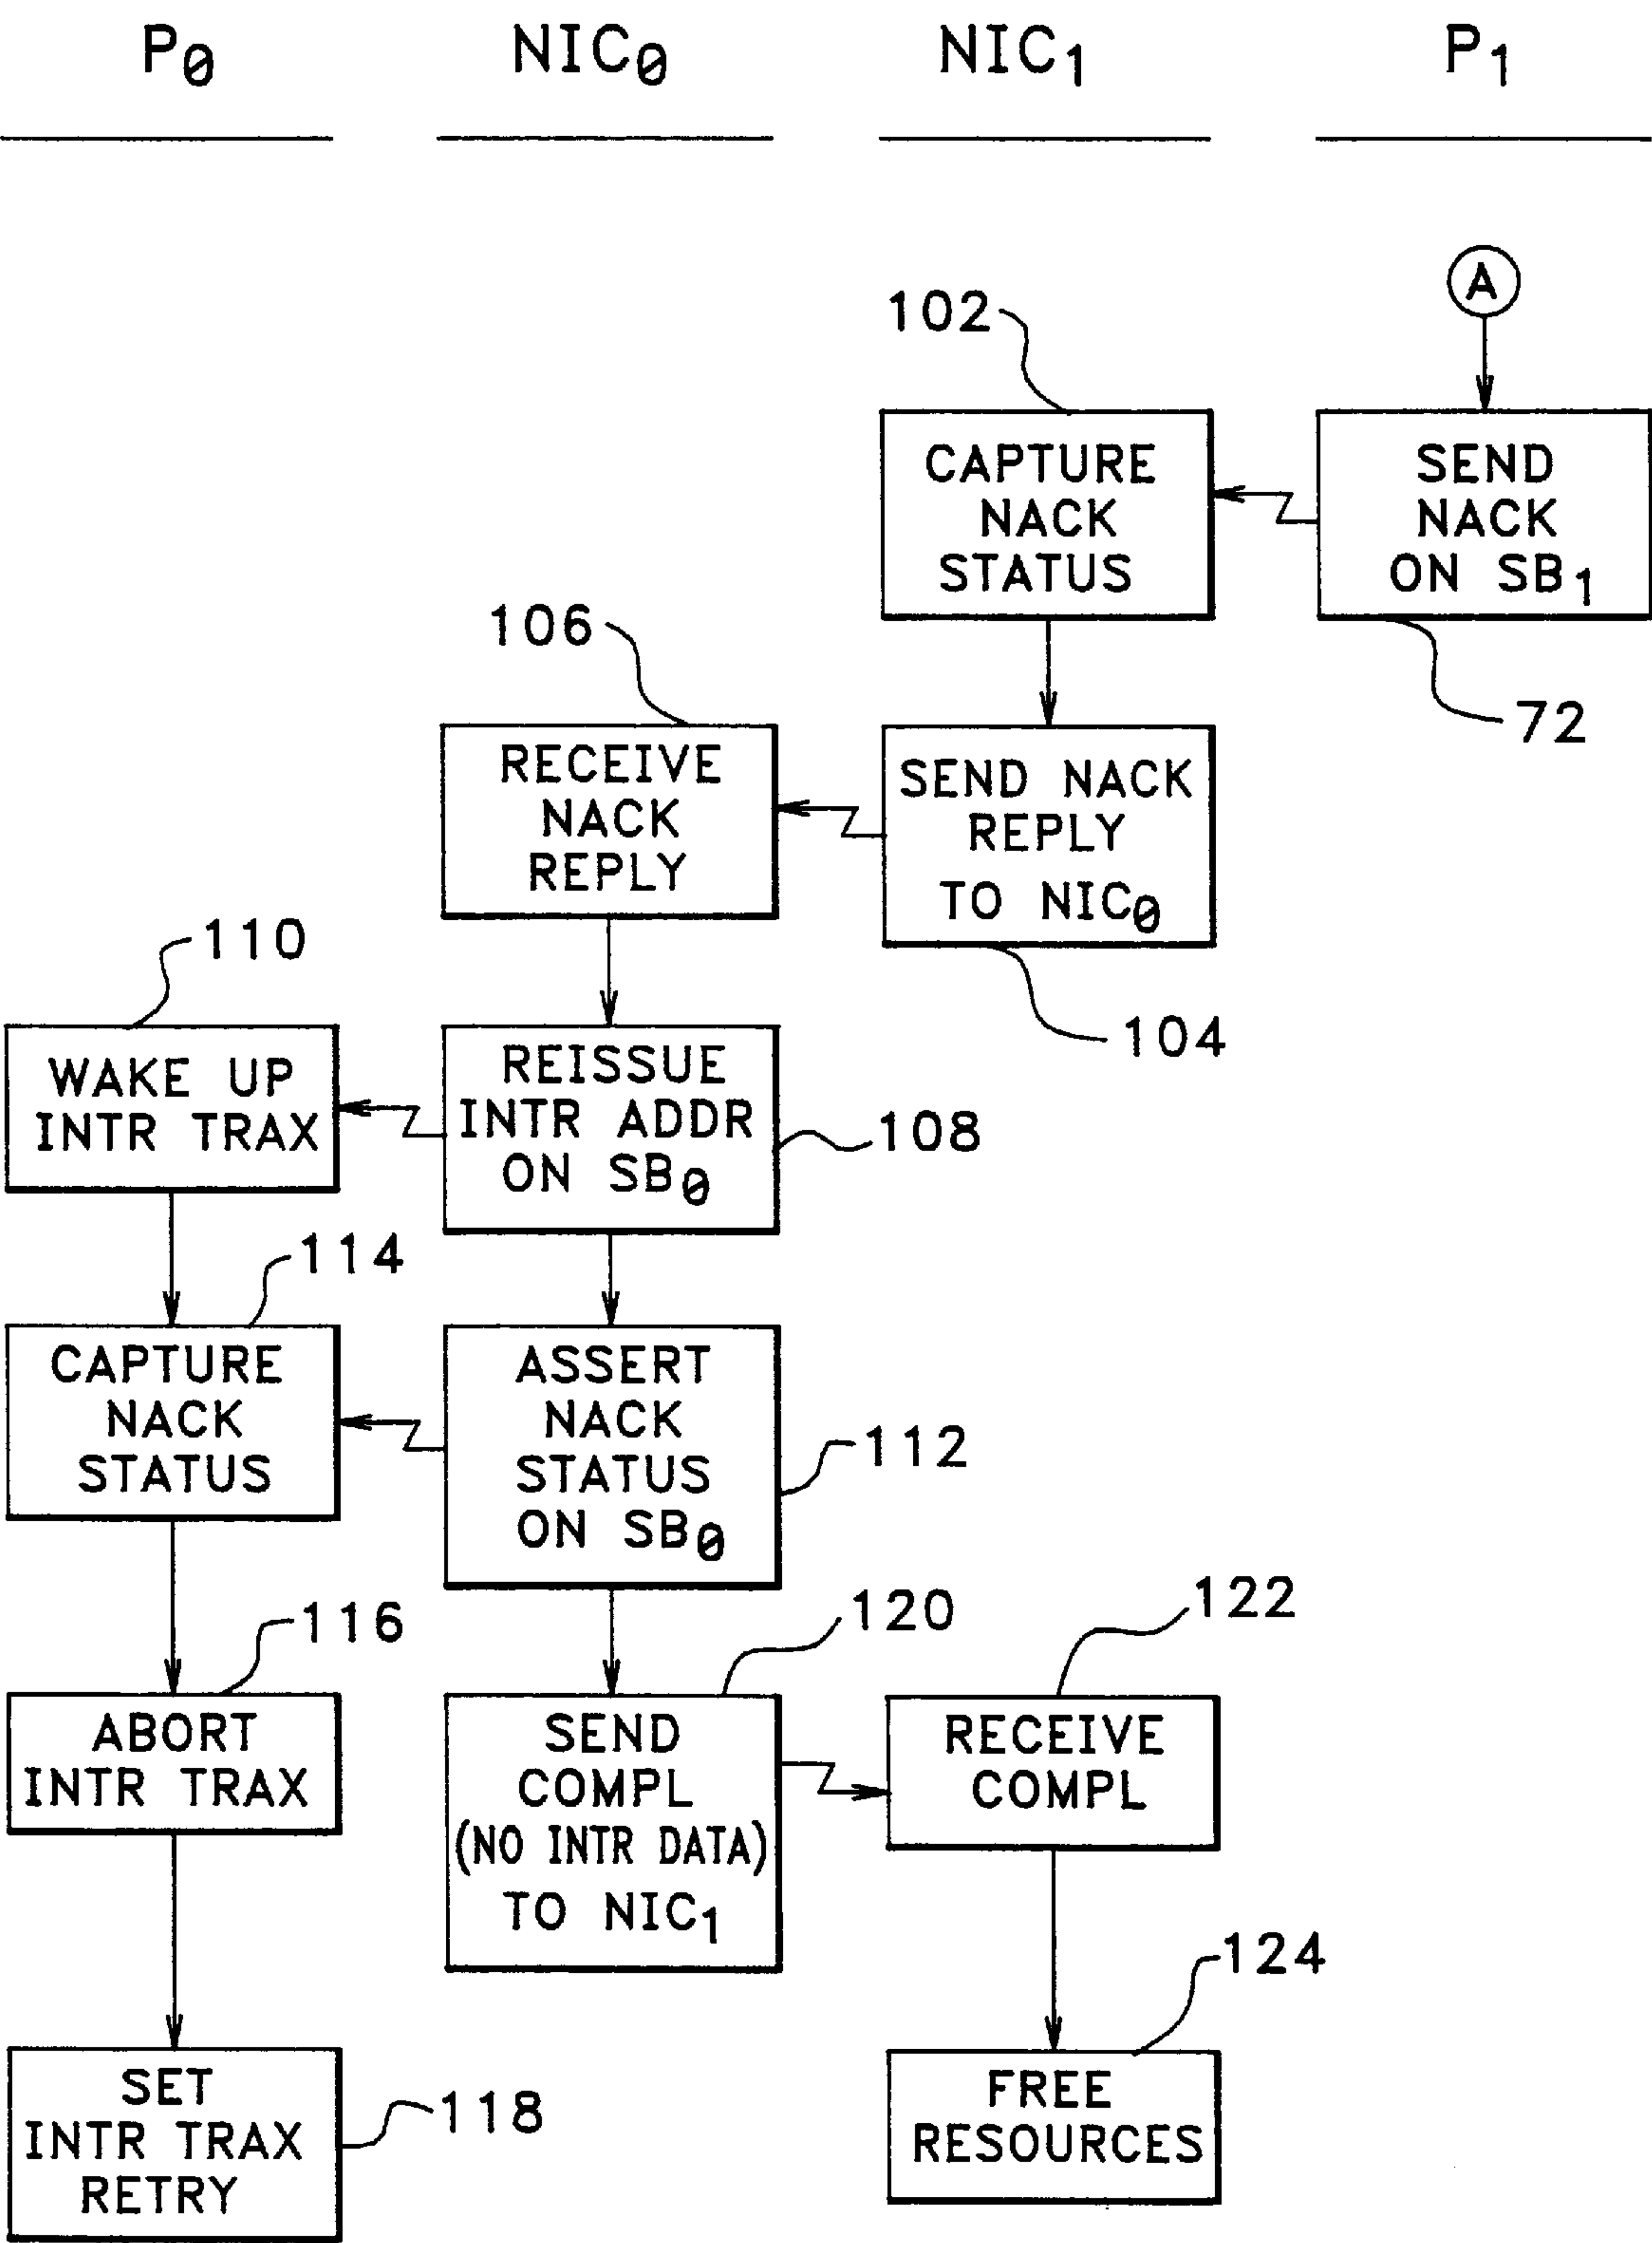 P0
NIC0
NIC1
P1
A
102
CAPTURE
NACK
STATUS
SEND
NACK
ON SB1
72
106
RECEIVE
NACK
REPLY
SEND NACK
REPLY
TO NIC0
104
110
WAKE UP
INTR TRAX
REISSUE
INTR ADDR
ON SB0
108
114
CAPTURE
NACK
STATUS
ASSERT
NACK
STATUS
ON SB0
112
116
ABORT
INTR TRAX
120
SEND
COMPL
(NO INTR DATA)
TO NIC1
122
RECEIVE
COMPL
124
SET
INTR TRAX
RETRY
118
FREE
RESOURCES